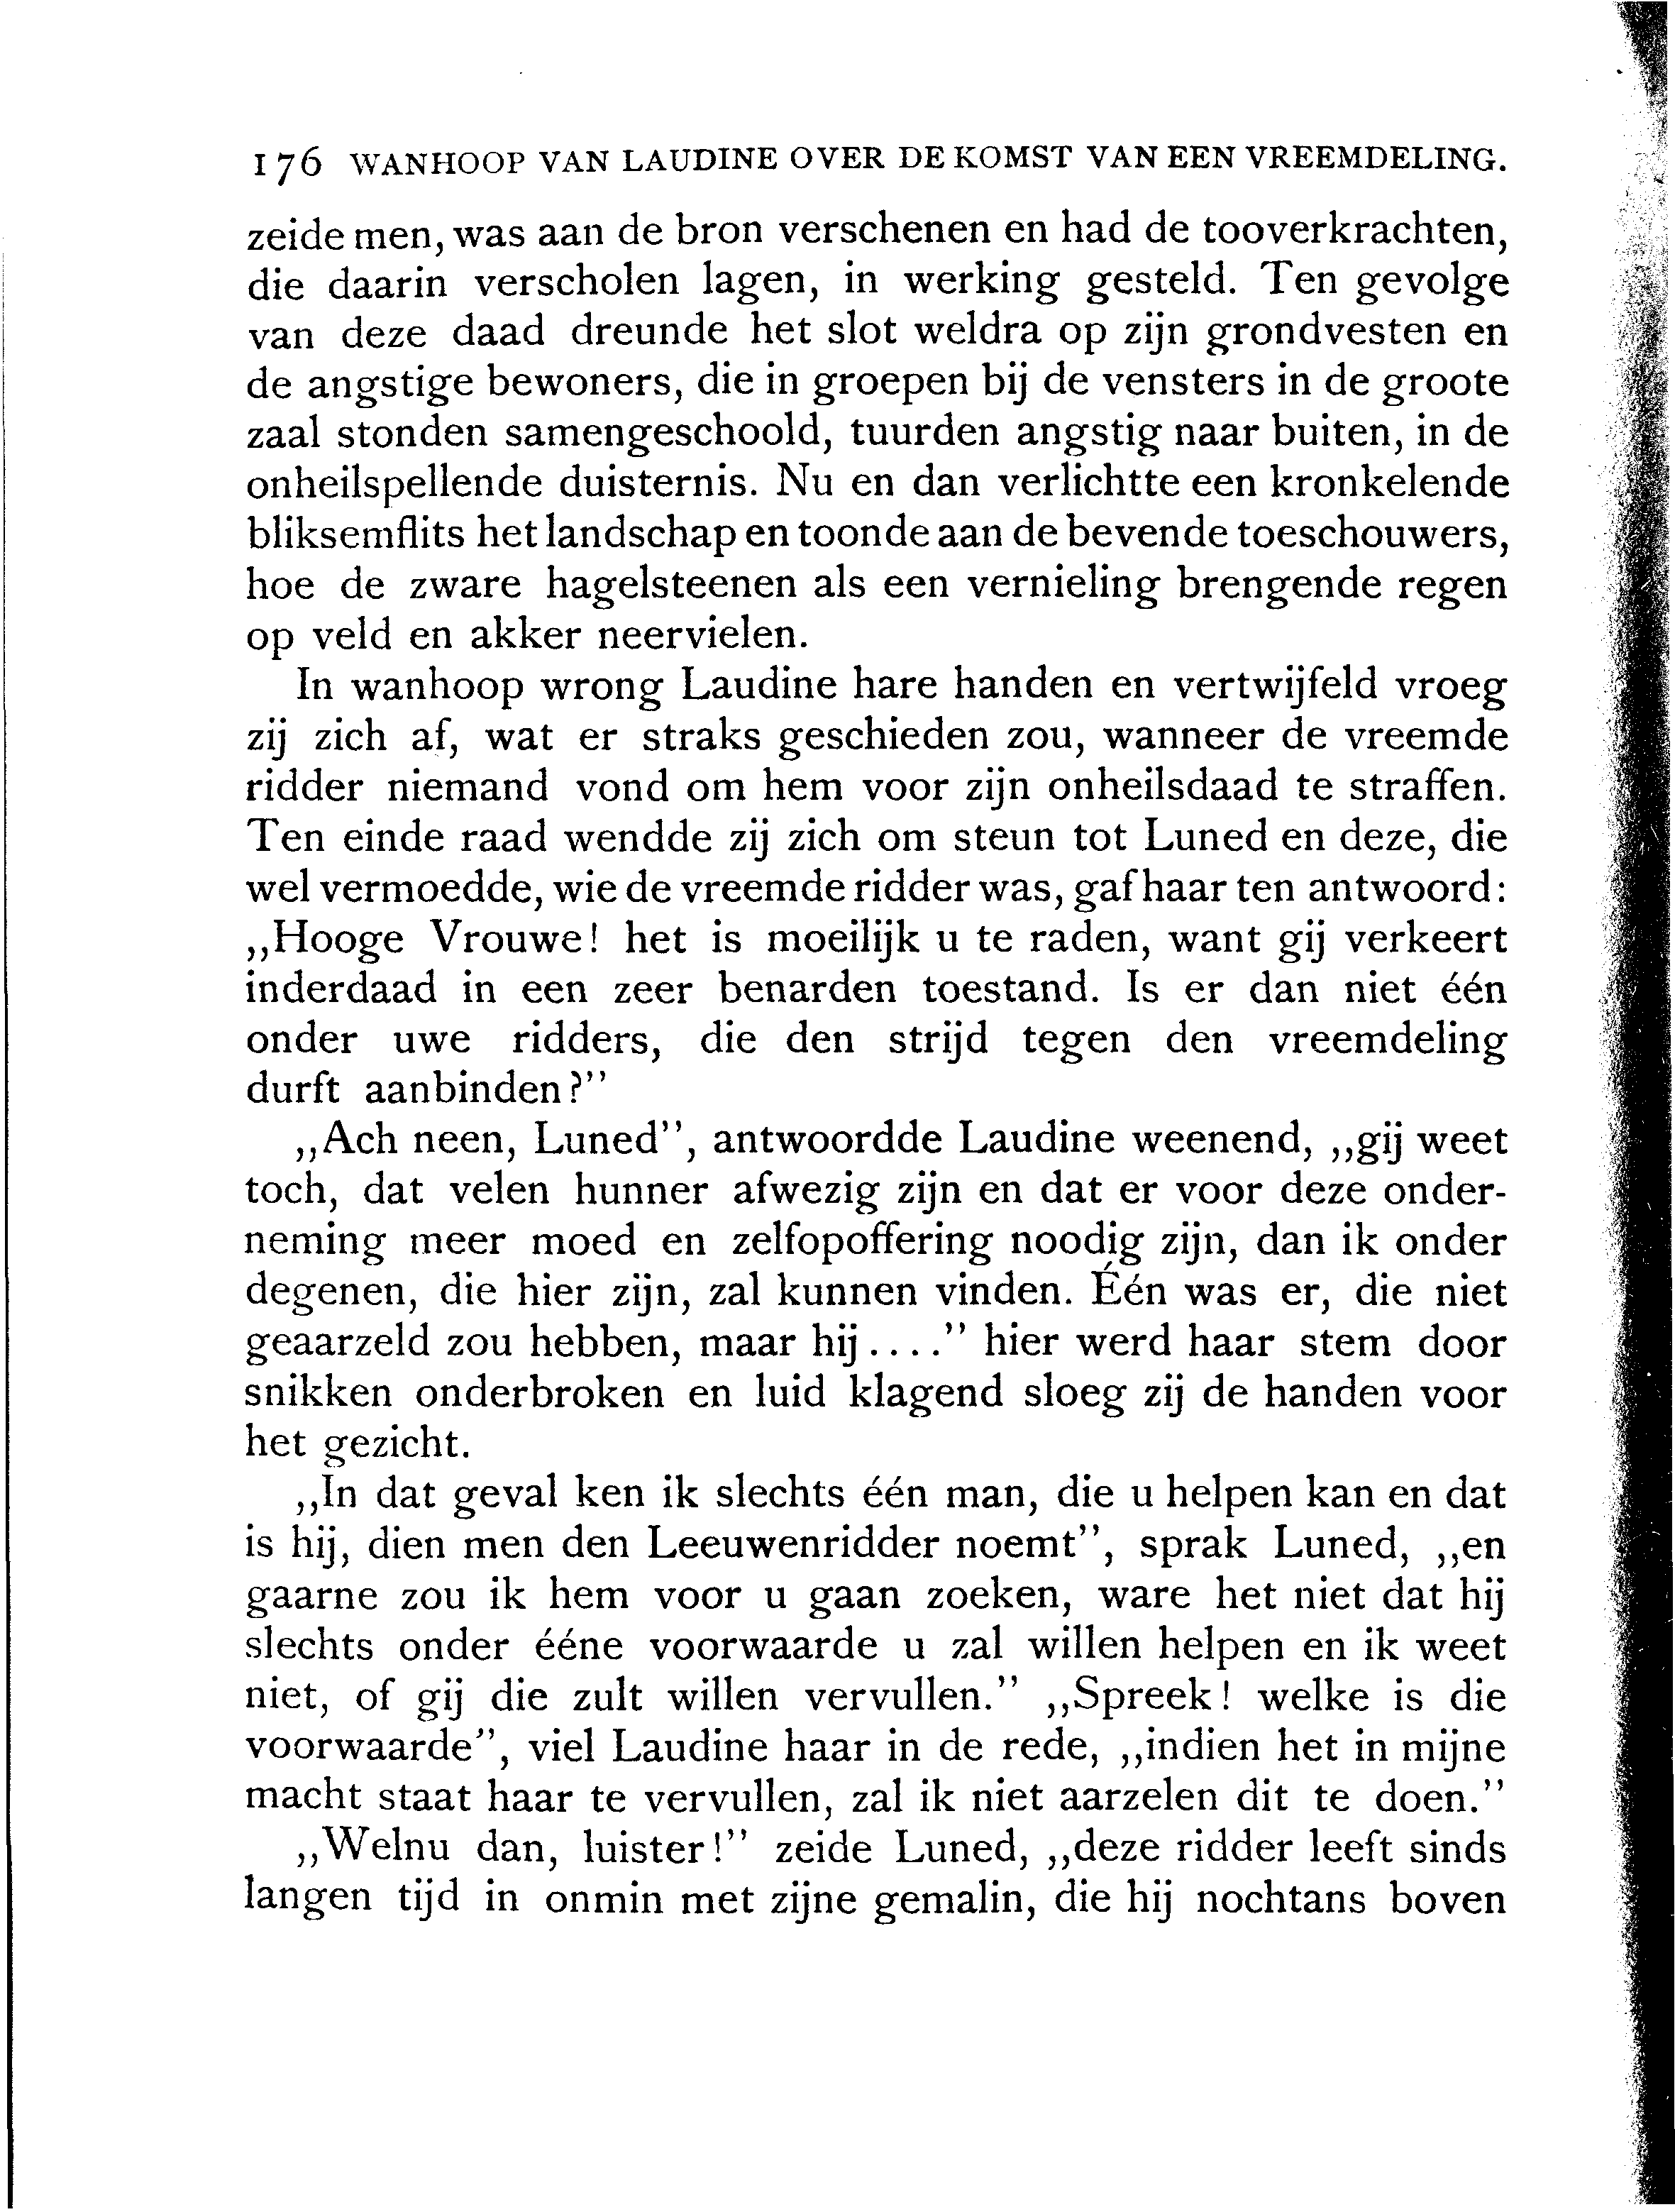 176 WANHOOP VAN LAUDINE OVER DE KOMST VAN EEN VREEMDELING.
zeide men, was aan de bron verschenen en had de tooverkrachten,
die daarin verscholen lagen, in werking gesteld. Ten gevolge
van deze daad dreunde het slot weldra op zijn grondvesten en
de angstige bewoners, die in groepen bij de vensters in de groote
zaal stonden samengeschoold, tuurden angstig naar buiten, in de
onheilspellende duisternis. Nu en dan verlichtte een kronkelende
bliksemflits het landschap en toonde aan de bevende toeschouwers,
hoe de zware hagelsteenen als een vernieling brengende regen
op veld en akker neervielen.
In wanhoop wrong Laudine hare handen en vertwijfeld vroeg
zij zich af, wat er straks geschieden zou, wanneer de vreemde
ridder niemand vond om hem voor zijn onheilsdaad te straffen.
Ten einde raad wendde zij zich om steun tot Luned en deze, die
wel vermoedde, wie de vreemde ridder was, gaf haar ten antwoord:
,,Hooge Vrouwe! het is moeilijk u te raden, want gij verkeert
inderdaad in een zeer benarden toestand. Is er dan niet één
onder uwe ridders, die den strijd tegen den vreemdeling
durft aanbinden?''
,,Ach neen, Luned'', antwoordde Laudine weenend, ,,gij weet
toch, dat velen hunner afwezig zijn en dat er voor deze onder-
neming meer moed en zelfopoffering noodig zijn, dan ik onder
degenen, die hier zijn, zal kunnen vinden. Één was er, die niet
geaarzeld zou hebben, maar hij....'' hier werd haar stem door
snikken onderbroken en luid klagend sloeg zij de handen voor
het gezicht.
,,In dat geval ken ik slechts één man, die u helpen kan en dat
is hij, dien men den Leeuwenridder noemt'', sprak Luned, ,,en
gaarne zou ik hem voor u gaan zoeken, ware het niet dat hij
slechts onder ééne voorwaarde u zal willen helpen en ik weet
niet, of gij die zult willen vervullen.'' ,,Spreek! welke is die
voorwaarde'', viel Laudine haar in de rede, ,,indien het in mijne
macht staat haar te vervullen, zal ik niet aarzelen dit te doen.''
,,Welnu dan, luister!'' zeide Luned, ,,deze ridder leeft sinds
langen tijd in onmin met zijne gemalin, die hij nochtans boven